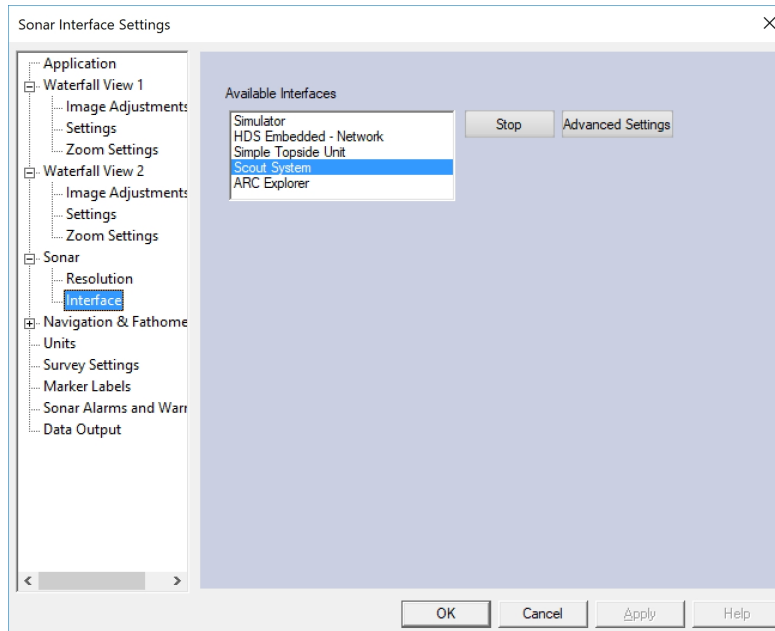 Sonar Interface Settings
Application
Waterfall View 1
Image Adjustments
Settings
Zoom Settings
Waterfall View 2
Image Adjustments
Settings
Zoom Settings
Sonar
Resolution
Interface
Navigation & Fathome
Units
Survey Settings
Marker Labels
Sonar Alarms and Warr
Data Output
Available Interfaces
Simulator
HDS Embedded - Network
Simple Topside Unit
Scout System
ARC Explorer
Stop
Advanced Settings
OK
Cancel
Apply
Help